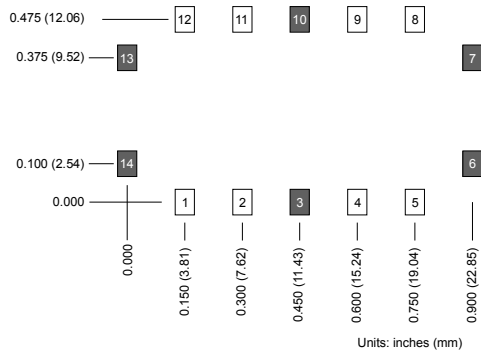 0.475 (12.06) 12 11 10 9 8
0.375 (9.52) 13 7
0.100 (2.54) 14 6
0.000 1 2 3 4 5
0.000
0.150 (3.81)
0.300 (7.62)
0.450 (11.43)
0.600 (15.24)
0.750 (19.04)
0.900 (22.85)
Units: inches (mm)